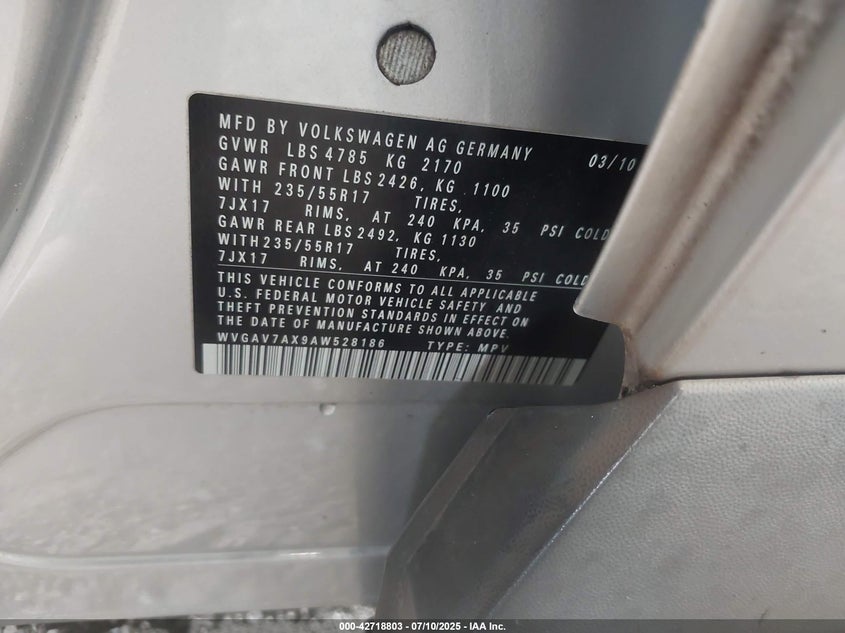 MFD BY VOLKSWAGEN AG GERMANY 03/10
GVWR LBS 4785 KG 2170
GAWR FRONT LBS 2426, KG 1100
WITH 235/55R17 TIRES,
7JX17 RIMS, AT 240 KPA, 35 PSI COLD
GAWR REAR LBS 2492, KG 1130
WITH 235/55R17 TIRES,
7JX17 RIMS, AT 240 KPA, 35 PSI COLD
THIS VEHICLE CONFORMS TO ALL APPLICABLE
U.S. FEDERAL MOTOR VEHICLE SAFETY AND
THEFT PREVENTION STANDARDS IN EFFECT ON
THE DATE OF MANUFACTURE SHOWN ABOVE.
WVGAV7AX9AW528186 TYPE: MPV
000-42718803 - 07/10/2025 - IAA Inc.